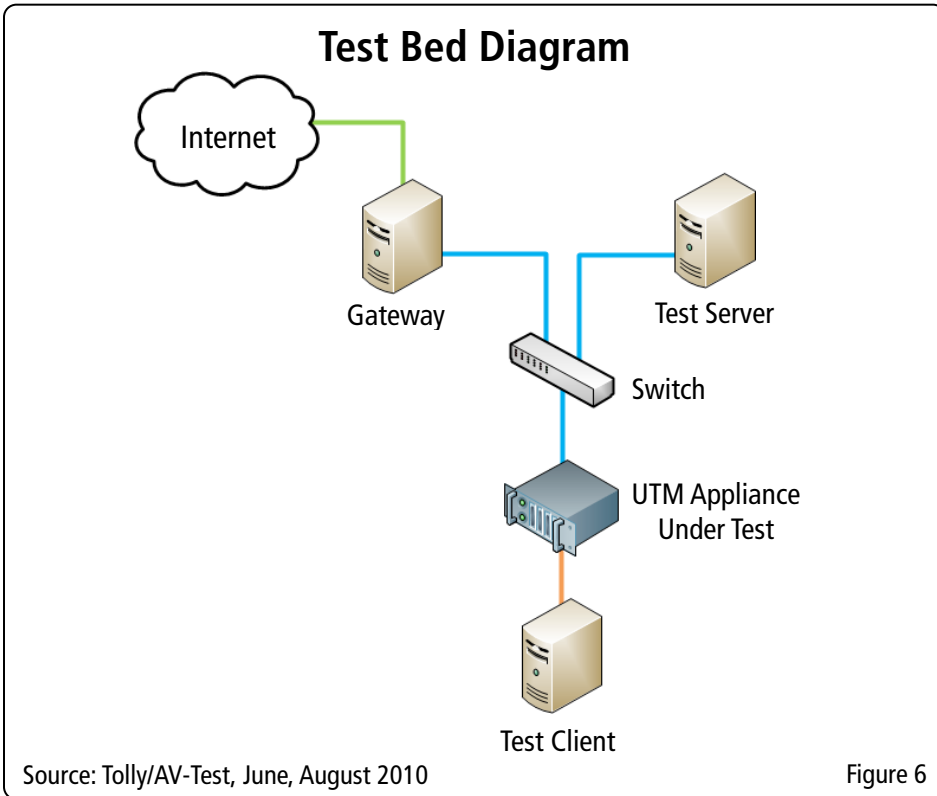 Test Bed Diagram
Internet
Gateway
Test Server
Switch
UTM Appliance
Under Test
Test Client
Source: Tolly/AV-Test, June, August 2010
Figure 6